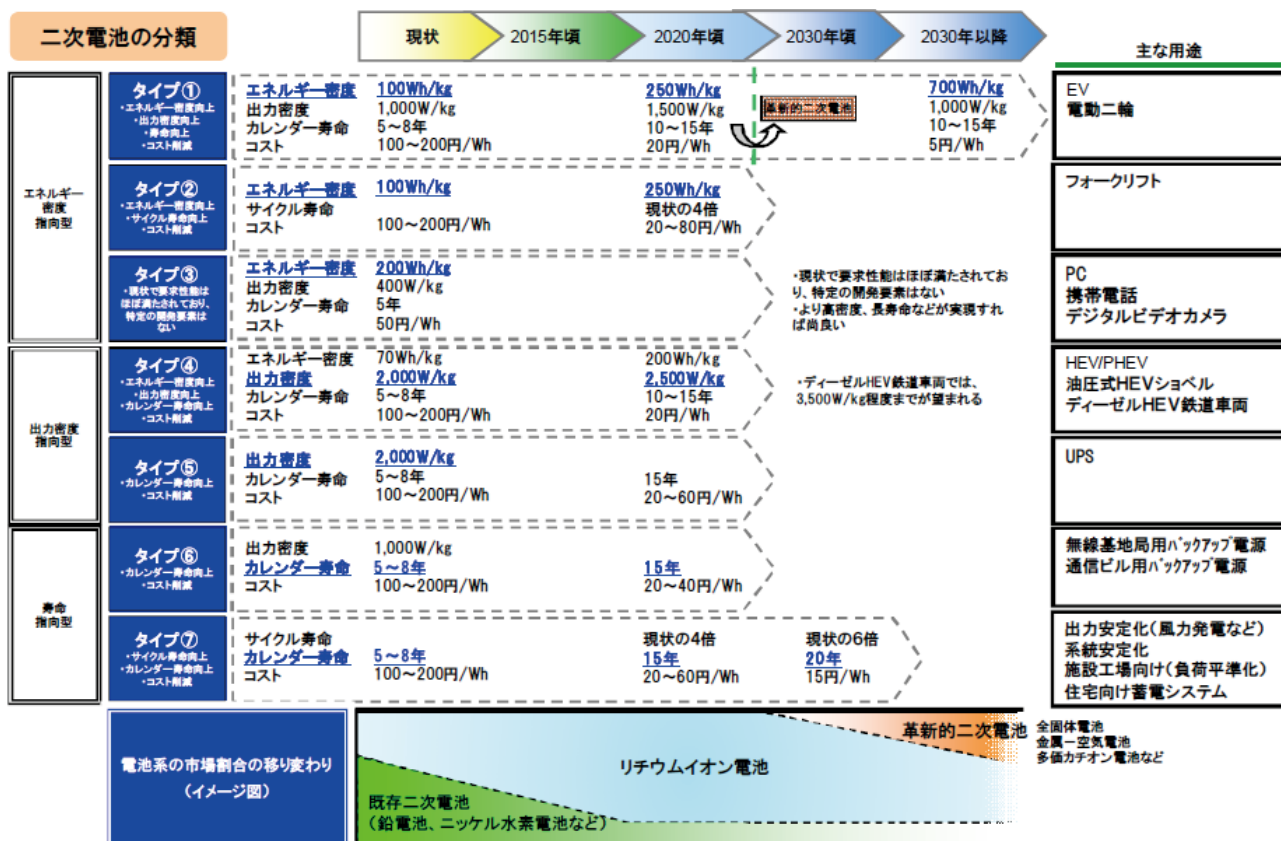 二次電池の分類
現状
2015年頃
2020年頃
2030年頃
2030年以降
主な用途
エネルギー
密度
指向型
タイプ①
・エネルギー密度向上
・出力密度向上
・寿命向上
・コスト削減
エネルギー密度 100Wh/kg 250Wh/kg 700Wh/kg
出力密度 1,000W/kg 1,500W/kg 1,000W/kg
カレンダー寿命 5～8年 10～15年 10～15年
コスト 100～200円/Wh 20円/Wh 5円/Wh
革新的二次電池
EV
電動二輪
タイプ②
・エネルギー密度向上
・サイクル寿命向上
・コスト削減
エネルギー密度 100Wh/kg 250Wh/kg
サイクル寿命 現状の4倍
コスト 100～200円/Wh 20～80円/Wh
フォークリフト
タイプ③
・現状で要求性能は
ほぼ満たされており、
特定の開発要素は
ない
エネルギー密度 200Wh/kg
出力密度 400W/kg
カレンダー寿命 5年
コスト 50円/Wh
・現状で要求性能はほぼ満たされてお
り、特定の開発要素はない
・より高密度、長寿命などが実現すれ
ば尚良い
PC
携帯電話
デジタルビデオカメラ
出力密度
指向型
タイプ④
・エネルギー密度向上
・出力密度向上
・カレンダー寿命向上
・コスト削減
エネルギー密度 70Wh/kg 200Wh/kg
出力密度 2,000W/kg 2,500W/kg
カレンダー寿命 5～8年 10～15年
コスト 100～200円/Wh 20円/Wh
・ディーゼルHEV鉄道車両では、
3,500W/kg程度までが望まれる
HEV/PHEV
油圧式HEVショベル
ディーゼルHEV鉄道車両
タイプ⑤
・カレンダー寿命向上
・コスト削減
出力密度 2,000W/kg
カレンダー寿命 5～8年 15年
コスト 100～200円/Wh 20～60円/Wh
UPS
寿命
指向型
タイプ⑥
・カレンダー寿命向上
・コスト削減
出力密度 1,000W/kg
カレンダー寿命 5～8年 15年
コスト 100～200円/Wh 20～40円/Wh
無線基地局用バックアップ電源
通信ビル用バックアップ電源
タイプ⑦
・サイクル寿命向上
・カレンダー寿命向上
・コスト削減
サイクル寿命 現状の4倍 現状の6倍
カレンダー寿命 5～8年 15年 20年
コスト 100～200円/Wh 20～60円/Wh 15円/Wh
出力安定化(風力発電など)
系統安定化
施設工場向け(負荷平準化)
住宅向け蓄電システム
電池系の市場割合の移り変わり
(イメージ図)
革新的二次電池
全固体電池
金属－空気電池
多価カチオン電池など
リチウムイオン電池
既存二次電池
(鉛電池、ニッケル水素電池など)